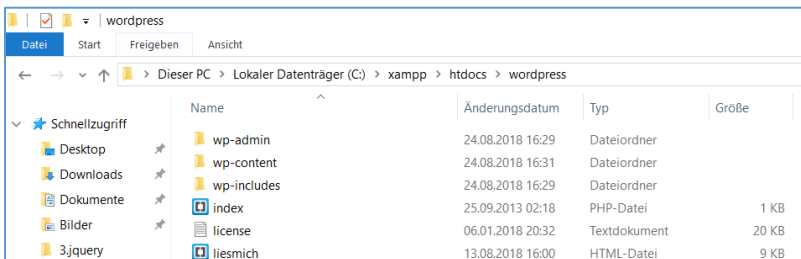 wordpress
Datei Start Freigeben Ansicht
Dieser PC > Lokaler Datenträger (C:) > xampp > htdocs > wordpress
Name Änderungsdatum Typ Größe
Schnellzugriff
Desktop
Downloads
Dokumente
Bilder
3.jquery
wp-admin 24.08.2018 16:29 Dateiordner
wp-content 24.08.2018 16:31 Dateiordner
wp-includes 24.08.2018 16:29 Dateiordner
index 25.09.2013 02:18 PHP-Datei 1 KB
license 06.01.2018 20:32 Textdokument 20 KB
liesmich 13.08.2018 16:00 HTML-Datei 9 KB